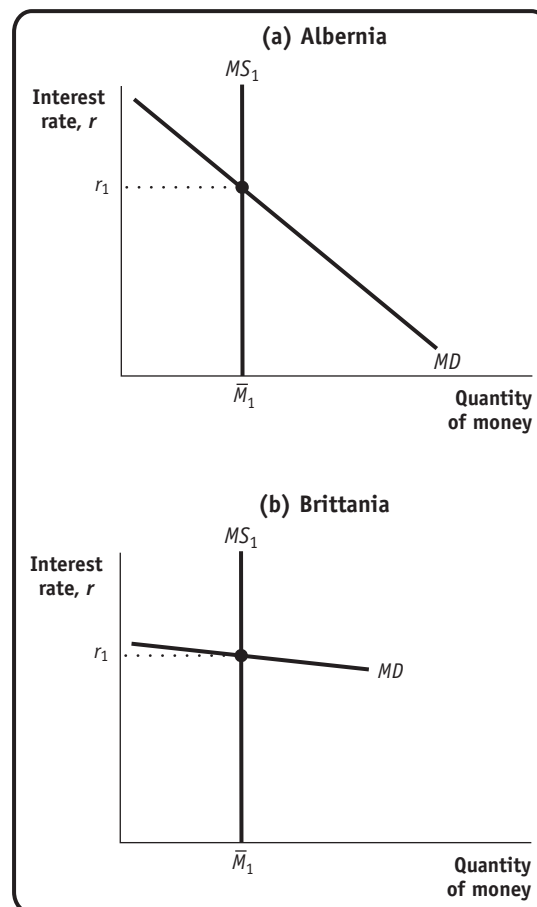 (a) Albernia
MS₁
Interest
rate, r
r₁
MD
M̅₁
Quantity
of money
(b) Brittania
MS₁
Interest
rate, r
r₁
MD
M̅₁
Quantity
of money